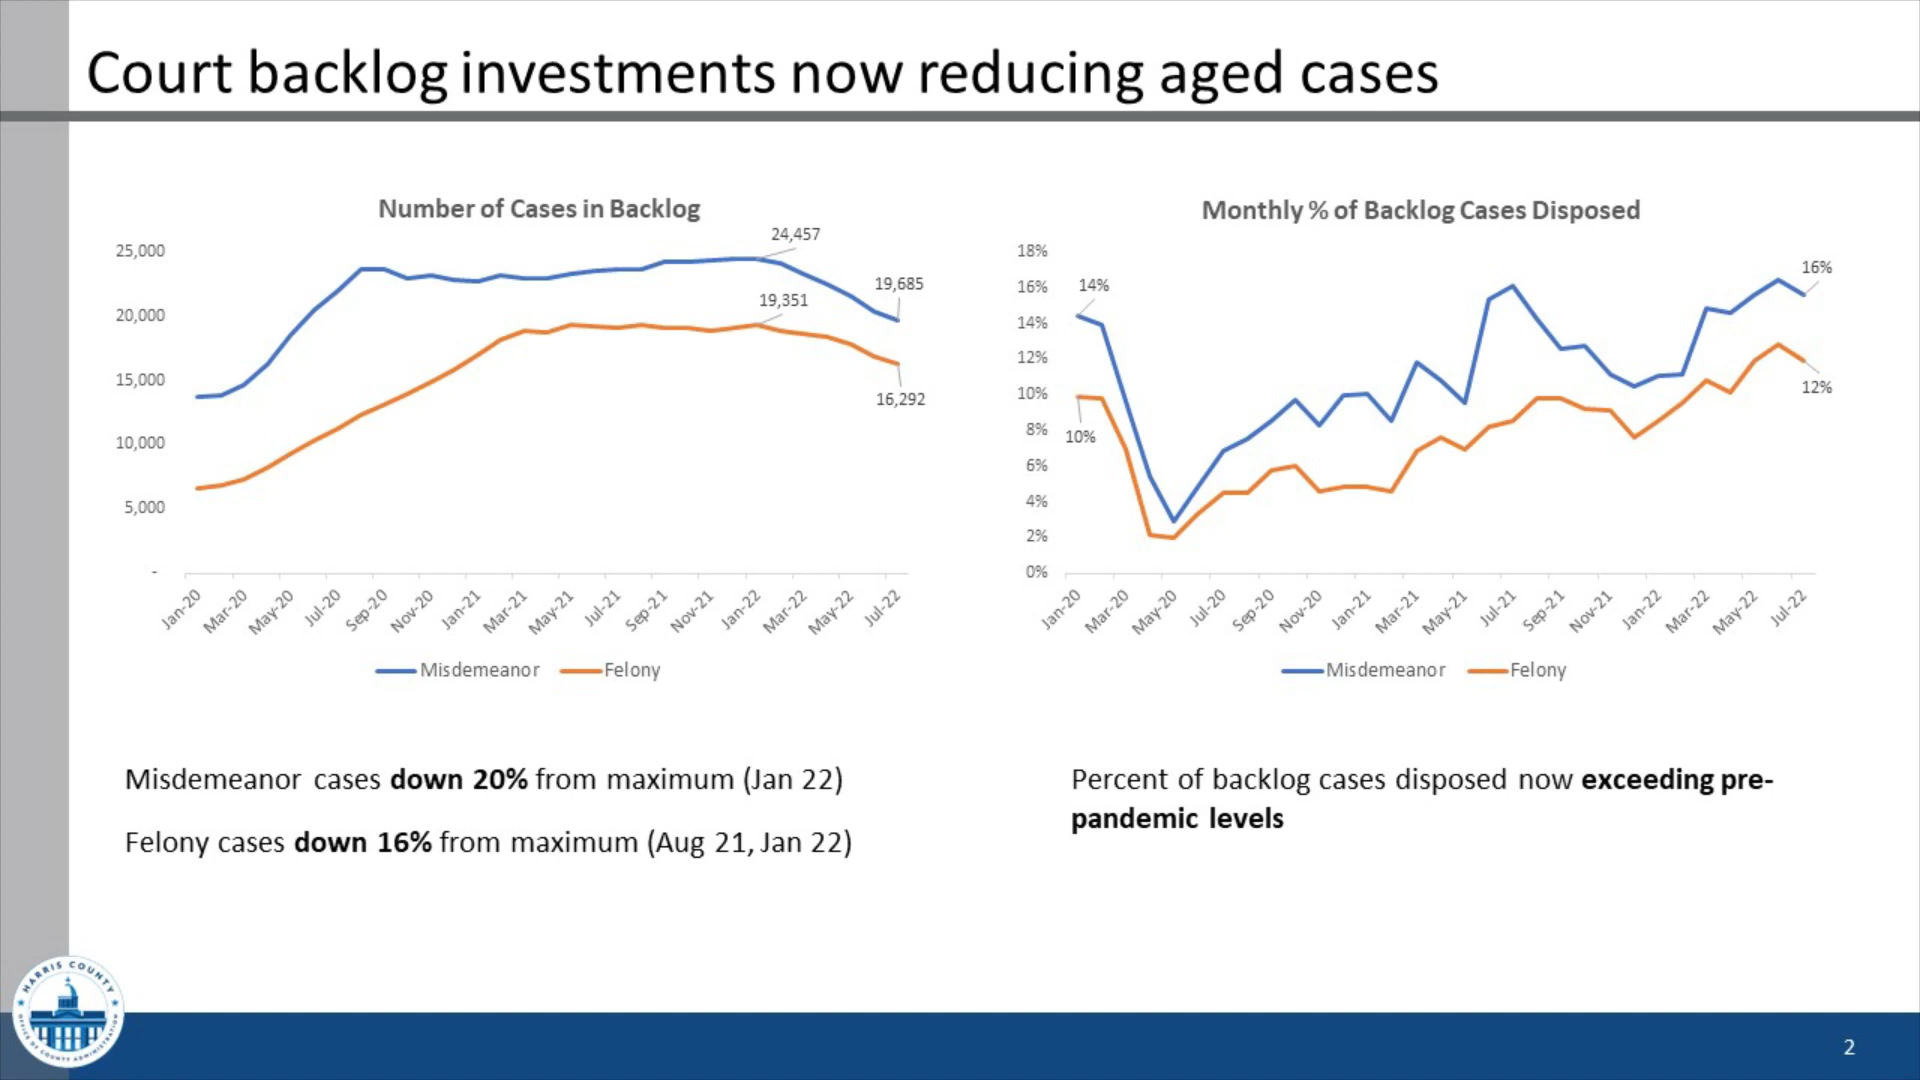 Court backlog investments now reducing aged cases
Number of Cases in Backlog
25,000
20,000
15,000
10,000
5,000
-
24,457
19,351
19,685
16,292
Jan-20 Mar-20 May-20 Jul-20 Sep-20 Nov-20 Jan-21 Mar-21 May-21 Jul-21 Sep-21 Nov-21 Jan-22 Mar-22 May-22 Jul-22
Misdemeanor Felony
Monthly % of Backlog Cases Disposed
18%
16%
14%
12%
10%
8%
6%
4%
2%
0%
14%
10%
16%
12%
Jan-20 Mar-20 May-20 Jul-20 Sep-20 Nov-20 Jan-21 Mar-21 May-21 Jul-21 Sep-21 Nov-21 Jan-22 Mar-22 May-22 Jul-22
Misdemeanor Felony
Misdemeanor cases down 20% from maximum (Jan 22)
Felony cases down 16% from maximum (Aug 21, Jan 22)
Percent of backlog cases disposed now exceeding pre-
pandemic levels
HARRIS COUNTY
OFFICE OF COUNTY ADMINISTRATION
2